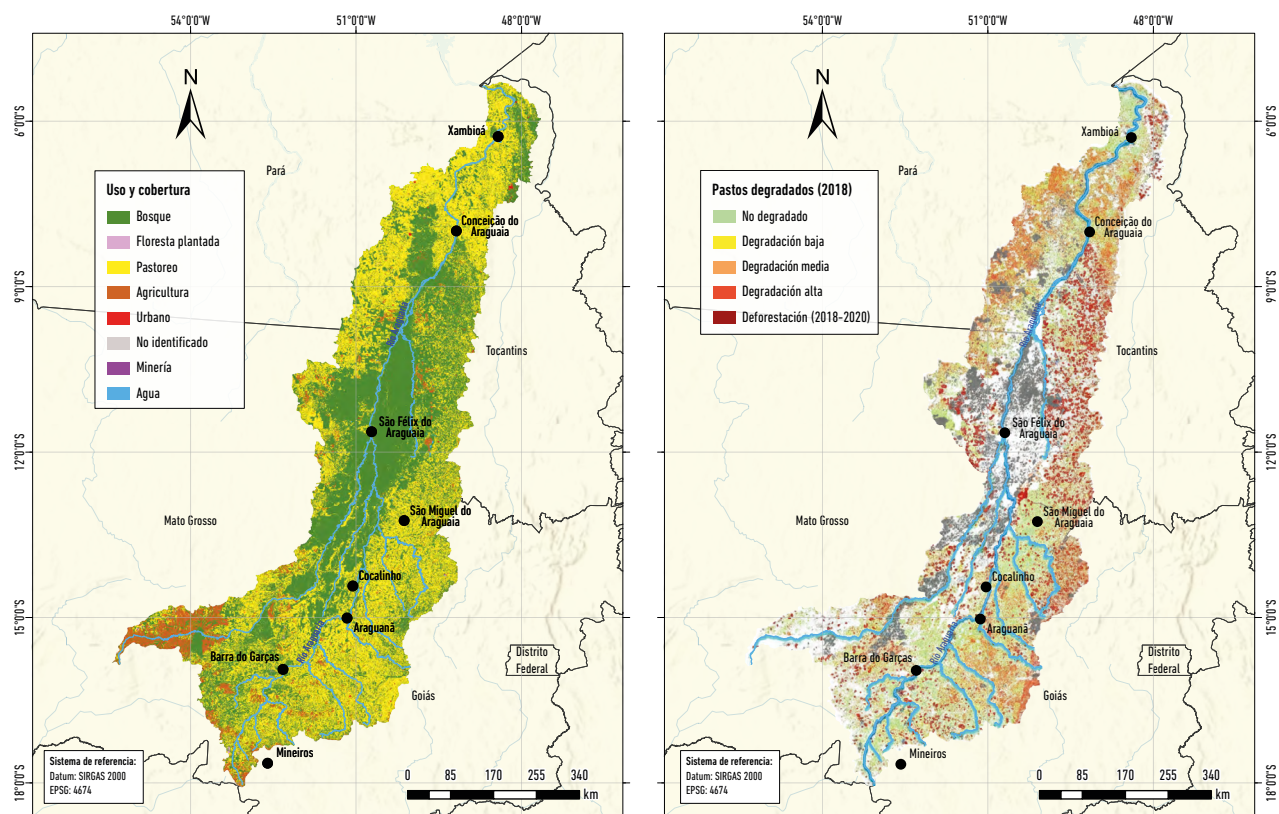 54°0'0"W
51°0'0"W
48°0'0"W
6°0'0"S
9°0'0"S
12°0'0"S
15°0'0"S
18°0'0"S
N
Uso y cobertura
Bosque
Floresta plantada
Pastoreo
Agricultura
Urbano
No identificado
Minería
Agua
Pará
Xambioá
Conceição do
Araguaia
Río Araguaia
Tocantins
São Félix do
Araguaia
Mato Grosso
São Miguel do
Araguaia
Cocalinho
Araguanã
Río Araguaia
Barra do Garças
Distrito
Federal
Goiás
Mineiros
Sistema de referencia:
Datum: SIRGAS 2000
EPSG: 4674
0 85 170 255 340
km
54°0'0"W
51°0'0"W
48°0'0"W
6°0'0"S
9°0'0"S
12°0'0"S
15°0'0"S
18°0'0"S
N
Pastos degradados (2018)
No degradado
Degradación baja
Degradación media
Degradación alta
Deforestación (2018-2020)
Pará
Xambioá
Conceição do
Araguaia
Río Araguaia
Tocantins
São Félix do
Araguaia
Mato Grosso
São Miguel do
Araguaia
Cocalinho
Araguanã
Río Araguaia
Barra do Garças
Distrito
Federal
Goiás
Mineiros
Sistema de referencia:
Datum: SIRGAS 2000
EPSG: 4674
0 85 170 255 340
km